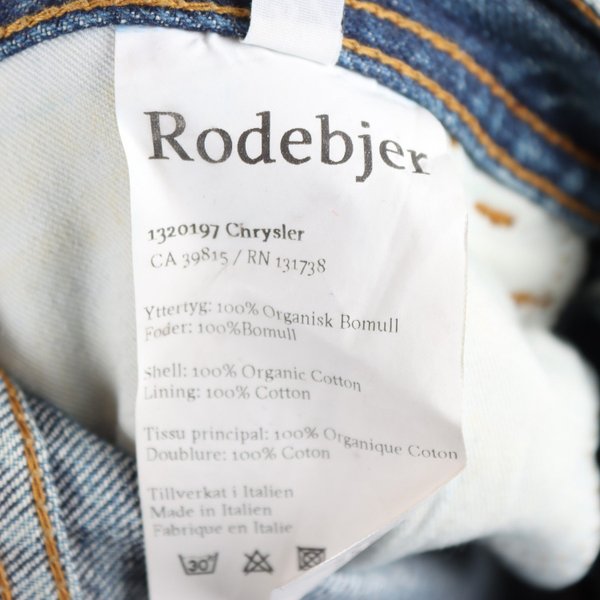 Rodebjer
1320197 Chrysler
CA 39815 / RN 131738
Yttertyg: 100% Organisk Bomull
Foder: 100%Bomull
Shell: 100% Organic Cotton
Lining: 100% Cotton
Tissu principal: 100% Organique Coton
Doublure: 100% Coton
Tillverkat i Italien
Made in Italien
Fabrique en Italie
30°